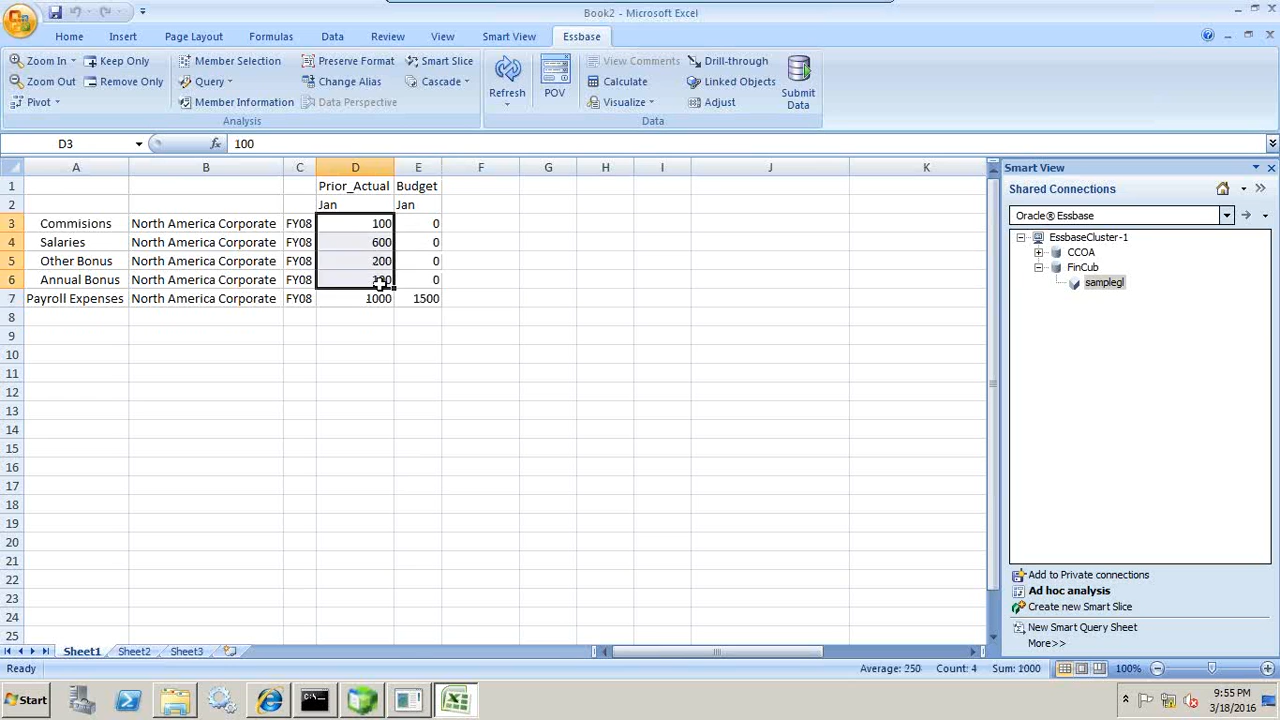 Book2 - Microsoft Excel
Home Insert Page Layout Formulas Data Review View Smart View Essbase
Zoom In Keep Only Member Selection Preserve Format Smart Slice View Comments Drill-through
Zoom Out Remove Only Query Change Alias Cascade Refresh POV Calculate Linked Objects Submit Data
Pivot Member Information Data Perspective Visualize Adjust
Analysis Data
D3 fx 100
A B C D E F G H I J K
1 Prior_Actual Budget
2 Jan Jan
3 Commisions North America Corporate FY08 100 0
4 Salaries North America Corporate FY08 600 0
5 Other Bonus North America Corporate FY08 200 0
6 Annual Bonus North America Corporate FY08 0
7 Payroll Expenses North America Corporate FY08 1000 1500
8
9
10
11
12
13
14
15
16
17
18
19
20
21
22
23
24
25
Smart View
Shared Connections
Oracle® Essbase
EssbaseCluster-1
CCOA
FinCub
samplegl
Add to Private connections
Ad hoc analysis
Create new Smart Slice
New Smart Query Sheet
More>>
Sheet1 Sheet2 Sheet3
Ready Average: 250 Count: 4 Sum: 1000 100%
Start 9:55 PM
3/18/2016